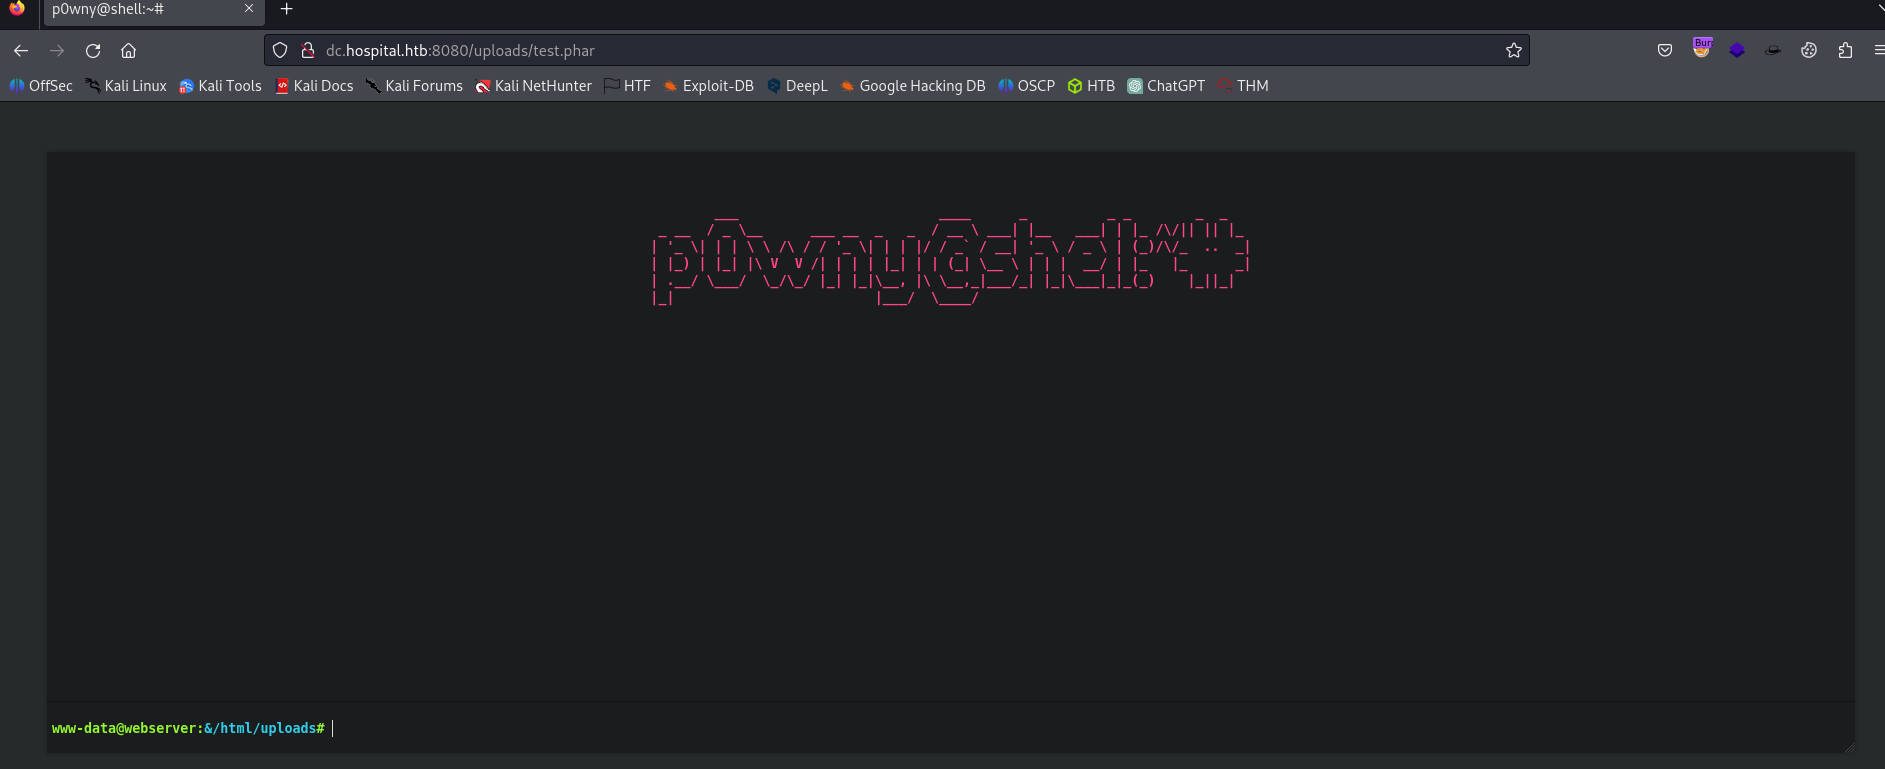 p0wny@shell:~#
dc.hospital.htb:8080/uploads/test.phar
Bur
OffSec Kali Linux Kali Tools Kali Docs Kali Forums Kali NetHunter HTF Exploit-DB DeepL Google Hacking DB OSCP HTB ChatGPT THM
p0wny@shell:~#
www-data@webserver:&/html/uploads#